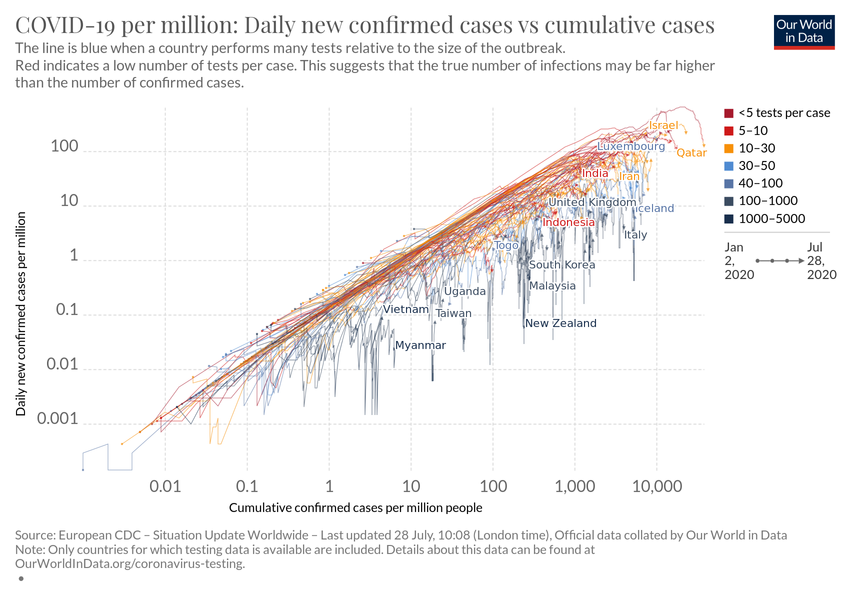 COVID-19 per million: Daily new confirmed cases vs cumulative cases
Our World
in Data
The line is blue when a country performs many tests relative to the size of the outbreak.
Red indicates a low number of tests per case. This suggests that the true number of infections may be far higher
than the number of confirmed cases.
<5 tests per case
5–10
10–30
30–50
40–100
100–1000
1000–5000
Jan
2,
2020
Jul
28,
2020
Daily new confirmed cases per million
100
10
1
0.1
0.01
0.001
Israel
Luxembourg
Qatar
India
Iran
United Kingdom
Iceland
Indonesia
Italy
Togo
South Korea
Malaysia
Uganda
Vietnam
Taiwan
New Zealand
Myanmar
0.01
0.1
1
10
100
1,000
10,000
Cumulative confirmed cases per million people
Source: European CDC – Situation Update Worldwide – Last updated 28 July, 10:08 (London time), Official data collated by Our World in Data
Note: Only countries for which testing data is available are included. Details about this data can be found at
OurWorldInData.org/coronavirus-testing.